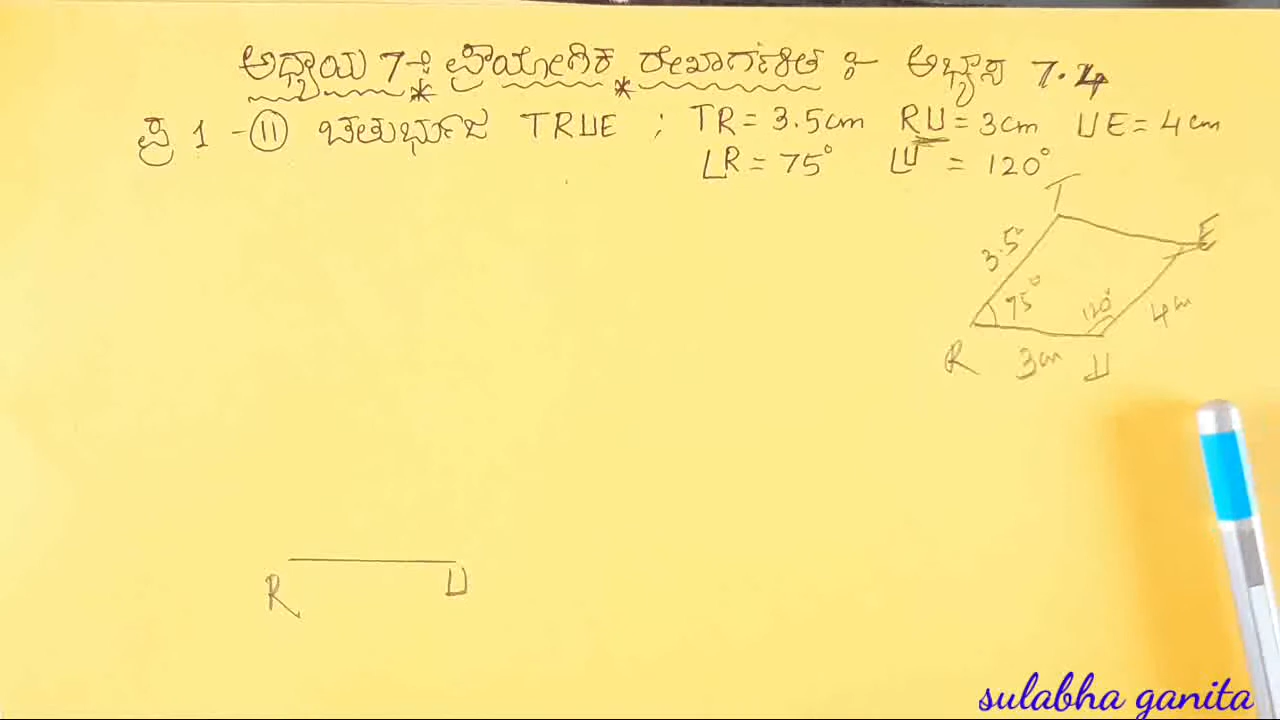 ಅಧ್ಯಾಯ 7-* ಪ್ರಾಯೋಗಿಕ * ರೇಖಾಗಣಿತ :- ಅಭ್ಯಾಸ 7.4
ಪ್ರ 1 - II ಚತುರ್ಭುಜ TRUE ; TR = 3.5cm RU = 3cm UE = 4cm
∟R = 75° ∟U = 120°
T
E
3.5°
75°
120°
4cm
R 3cm U
R U
sulabha ganita